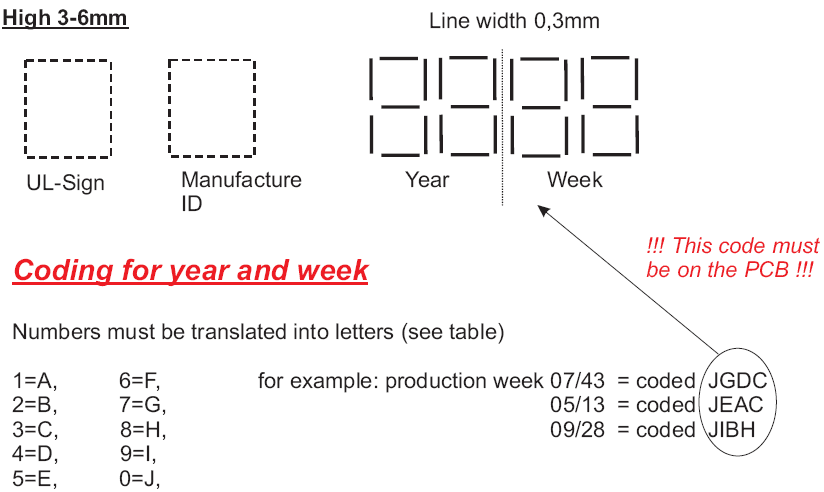 High 3-6mm
Line width 0,3mm
UL-Sign
Manufacture
ID
Year
Week
!!! This code must
be on the PCB !!!
Coding for year and week
Numbers must be translated into letters (see table)
1=A, 6=F, for example: production week 07/43 = coded JGDC
2=B, 7=G, 05/13 = coded JEAC
3=C, 8=H, 09/28 = coded JIBH
4=D, 9=I,
5=E, 0=J,